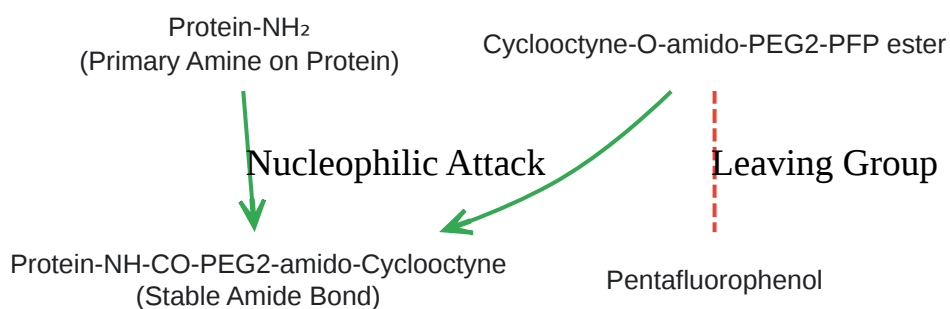 Protein-NH₂
(Primary Amine on Protein)
Cyclooctyne-O-amido-PEG2-PFP ester
Nucleophilic Attack
Leaving Group
Protein-NH-CO-PEG2-amido-Cyclooctyne
(Stable Amide Bond)
Pentafluorophenol